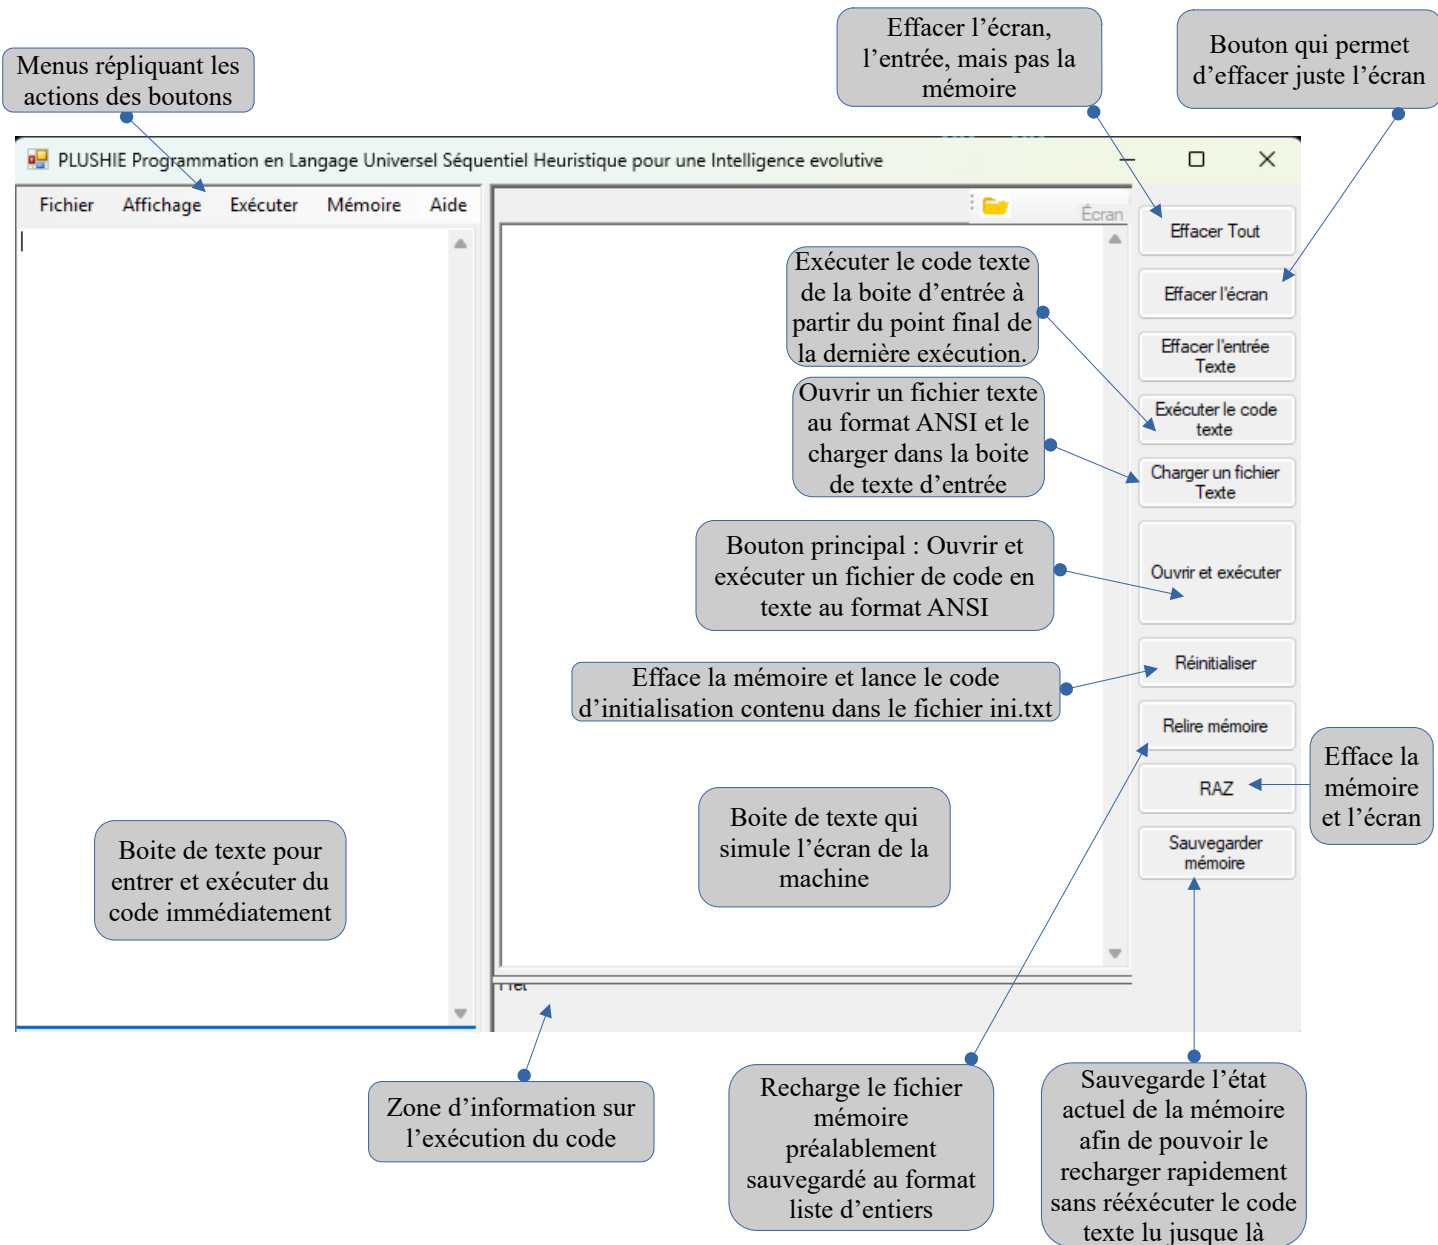 Effacer l’écran,
l’entrée, mais pas la
mémoire
Bouton qui permet
d’effacer juste l’écran
Menus répliquant les
actions des boutons
PLUSHIE Programmation en Langage Universel Séquentiel Heuristique pour une Intelligence evolutive
Fichier Affichage Exécuter Mémoire Aide
Écran
Effacer Tout
Effacer l'écran
Effacer l'entrée
Texte
Exécuter le code
texte
Charger un fichier
Texte
Ouvrir et exécuter
Réinitialiser
Relire mémoire
RAZ
Sauvegarder
mémoire
Exécuter le code texte
de la boite d’entrée à
partir du point final de
la dernière exécution.
Ouvrir un fichier texte
au format ANSI et le
charger dans la boite
de texte d’entrée
Bouton principal : Ouvrir et
exécuter un fichier de code en
texte au format ANSI
Efface la mémoire et lance le code
d’initialisation contenu dans le fichier ini.txt
Efface la
mémoire
et l’écran
Boite de texte qui
simule l’écran de la
machine
Boite de texte pour
entrer et exécuter du
code immédiatement
Prêt
Zone d’information sur
l’exécution du code
Recharge le fichier
mémoire
préalablement
sauvegardé au format
liste d’entiers
Sauvegarde l’état
actuel de la mémoire
afin de pouvoir le
recharger rapidement
sans rééxécuter le code
texte lu jusque là